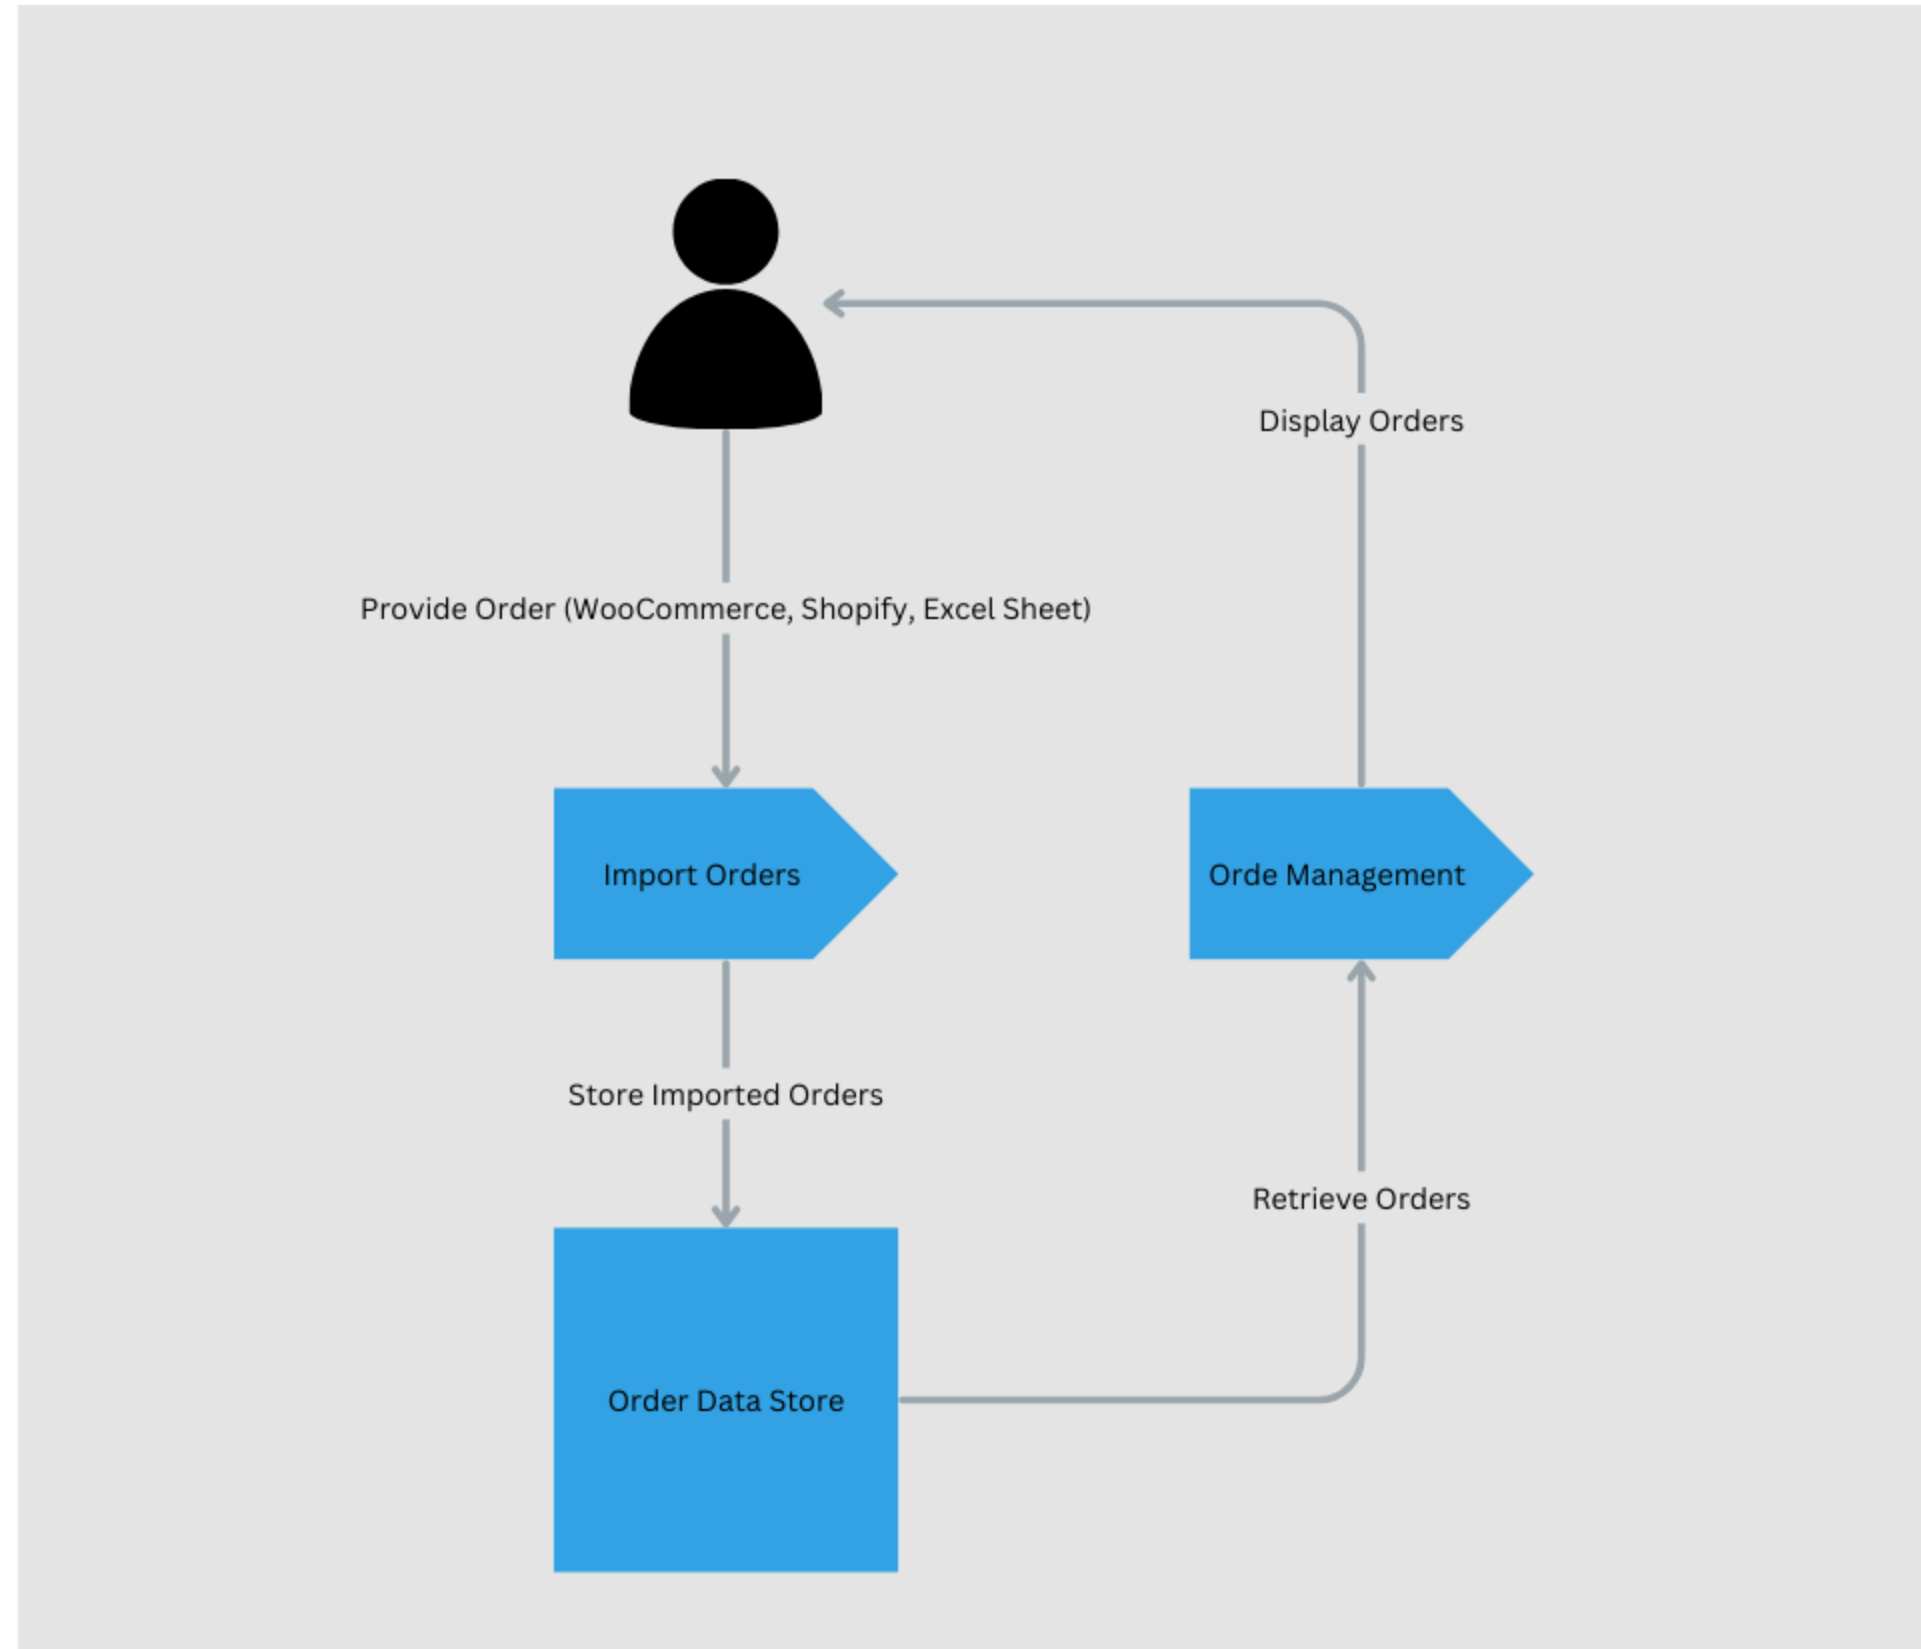 Display Orders
Provide Order (WooCommerce, Shopify, Excel Sheet)
Import Orders
Orde Management
Store Imported Orders
Retrieve Orders
Order Data Store